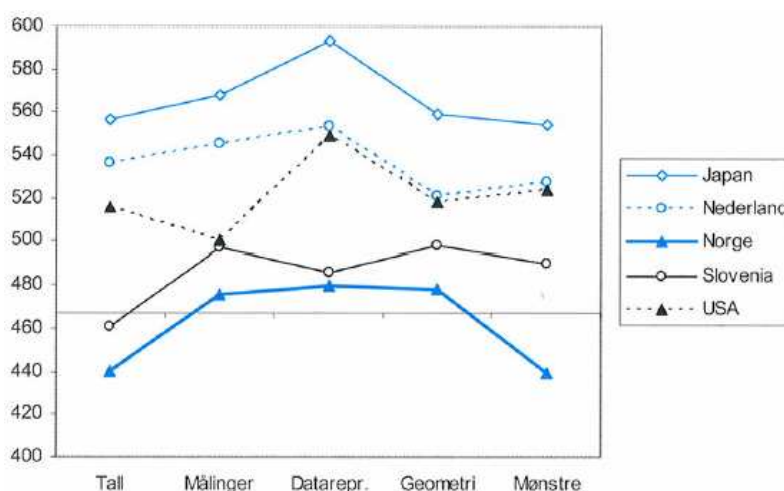 600
580
560
540
520
500
480
460
440
420
400
Tall Målinger Datarepr. Geometri Mønstre
Japan
Nederland
Norge
Slovenia
USA